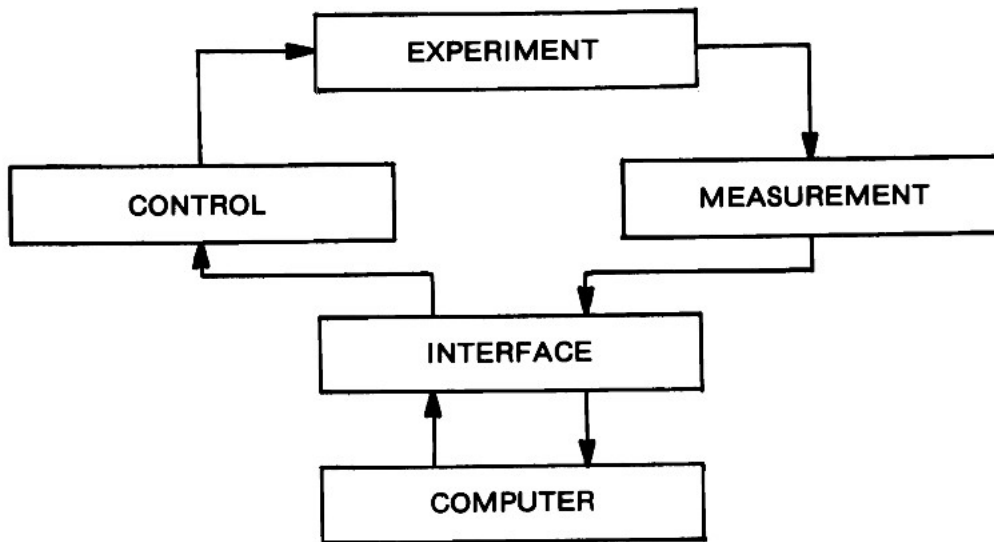 EXPERIMENT
CONTROL
MEASUREMENT
INTERFACE
COMPUTER